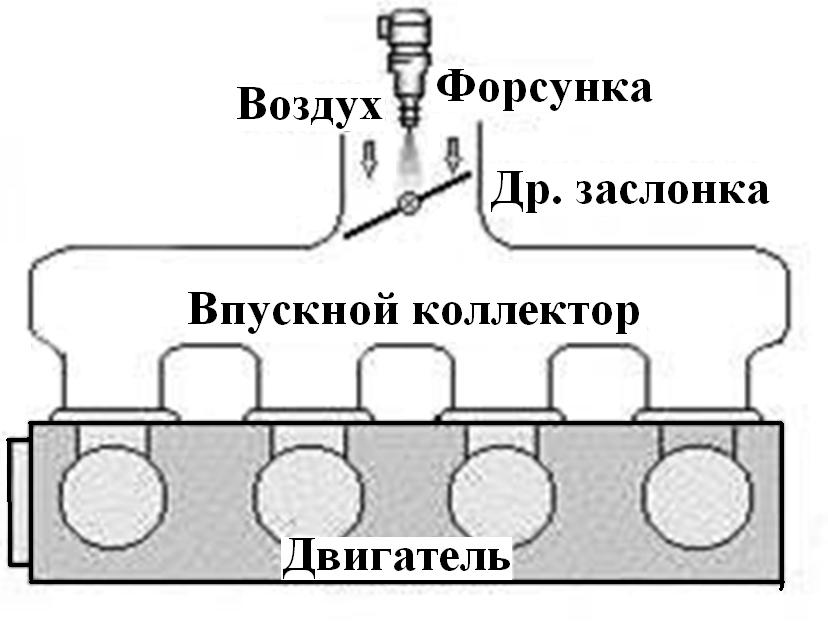 Воздух
Форсунка
Др. заслонка
Впускной коллектор
Двигатель